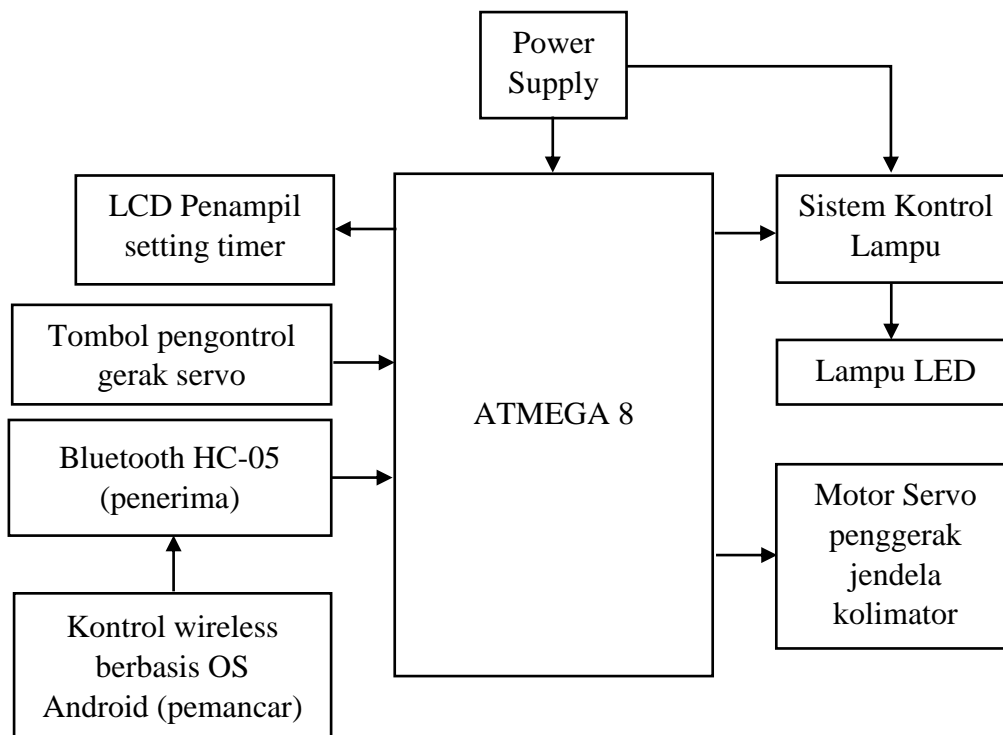 Power
Supply
LCD Penampil
setting timer
Sistem Kontrol
Lampu
Tombol pengontrol
gerak servo
Lampu LED
ATMEGA 8
Bluetooth HC-05
(penerima)
Motor Servo
penggerak
jendela
kolimator
Kontrol wireless
berbasis OS
Android (pemancar)